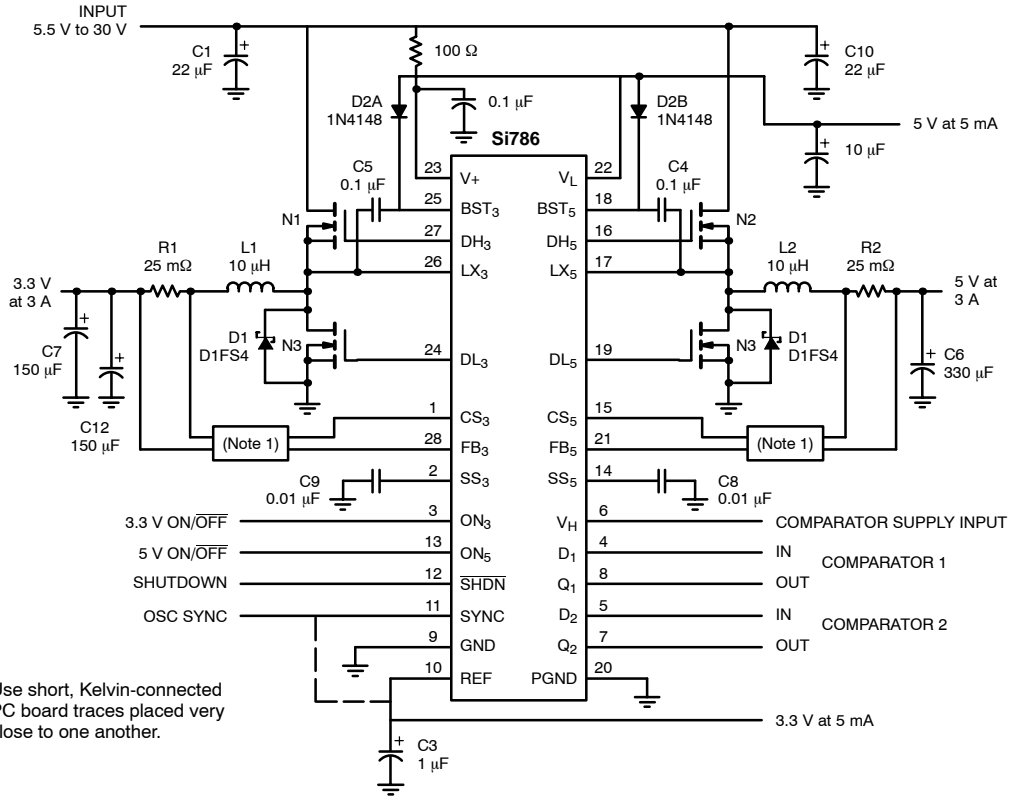 INPUT
5.5 V to 30 V
C1
22 µF
100 Ω
C10
22 µF
D2A
1N4148
0.1 µF
D2B
1N4148
5 V at 5 mA
10 µF
Si786
C5
0.1 µF
C4
0.1 µF
23
V+
VL
22
25
BST3
BST5
18
N1
N2
27
DH3
DH5
16
26
LX3
LX5
17
R1
25 mΩ
L1
10 µH
L2
10 µH
R2
25 mΩ
3.3 V
at 3 A
5 V at
3 A
C7
150 µF
C12
150 µF
D1
D1FS4
N3
N3
D1
D1FS4
C6
330 µF
24
DL3
DL5
19
1
CS3
CS5
15
(Note 1)
(Note 1)
28
FB3
FB5
21
2
SS3
SS5
14
C9
0.01 µF
C8
0.01 µF
3.3 V ON/OFF
3
ON3
VH
6
COMPARATOR SUPPLY INPUT
5 V ON/OFF
13
ON5
D1
4
IN
COMPARATOR 1
SHUTDOWN
12
SHDN
Q1
8
OUT
OSC SYNC
11
SYNC
D2
5
IN
COMPARATOR 2
9
GND
Q2
7
OUT
10
REF
PGND
20
Use short, Kelvin-connected
PC board traces placed very
close to one another.
3.3 V at 5 mA
C3
1 µF